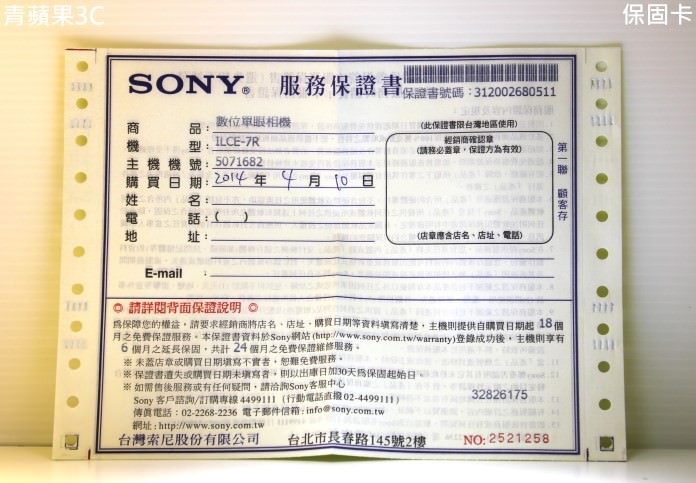 青蘋果3C
保固卡
SONY® 服務保證書
保證書號碼：312002680511
(此保證書限台灣地區使用)
商品：數位單眼相機
機型：ILCE-7R
主機機號：5071682
購買日期：2014 年 4 月 10 日
姓名：
電話：( )
地址：
E-mail：
經銷商確認章
(請務必蓋章，保證方為有效)
(店章應含店名、店址、電話)
第一聯 顧客存
◎ 請詳閱背面保證說明 ◎
為保障您的權益，請要求經銷商將店名、店址、購買日期等資料填寫清楚，主機則提供自購買日期起 18 個
月之免費保證服務。本保證書資料於Sony網站(http://www.sony.com.tw/warranty)登錄成功後，主機則享有
6 個月之延長保固，共計 24 個月之免費保證維修服務。
※ 未蓋店章或購買日期填寫不實者，恕難免費服務。
※ 保證書遺失或購買日期未填寫者，則以出庫日加30天為保固起始日。
※ 如需售後服務或有任何疑問，請洽詢Sony客服中心
Sony 客戶諮詢/訂購專線 4499111 (行動電話直撥 02-4499111)
傳真電話：02-2268-2236 電子郵件信箱：info@sony.com.tw
網址：http://www.sony.com.tw
32826175
台灣索尼股份有限公司 台北市長春路145號2樓
NO: 2521258